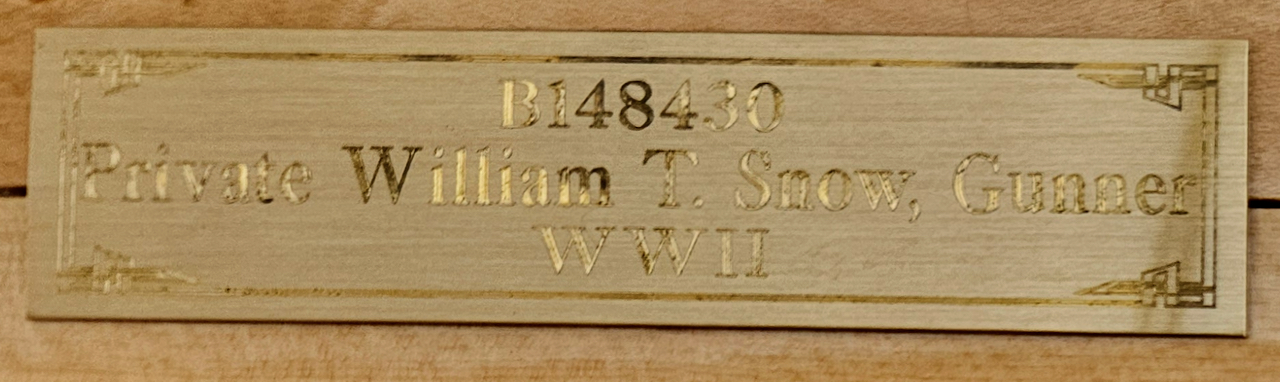 B148430
Private William T. Snow, Gunner
WWII